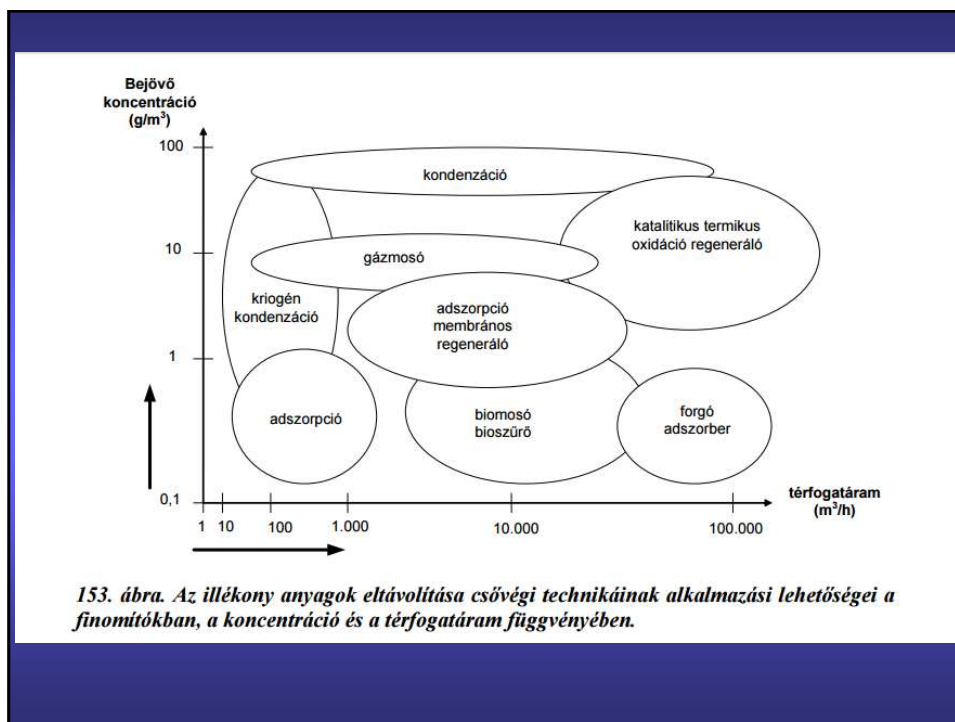 Bejövő
koncentráció
(g/m³)
100
kondenzáció
katalitikus termikus
oxidáció regeneráló
10
gázmosó
kriogén
kondenzáció
adszorpció
membrános
regeneráló
1
adszorpció
biomosó
bioszűrő
forgó
adszorber
0,1
térfogatáram
(m³/h)
1 10 100 1.000 10.000 100.000
153. ábra. Az illékony anyagok eltávolítása csővégi technikáinak alkalmazási lehetőségei a
finomítókban, a koncentráció és a térfogatáram függvényében.